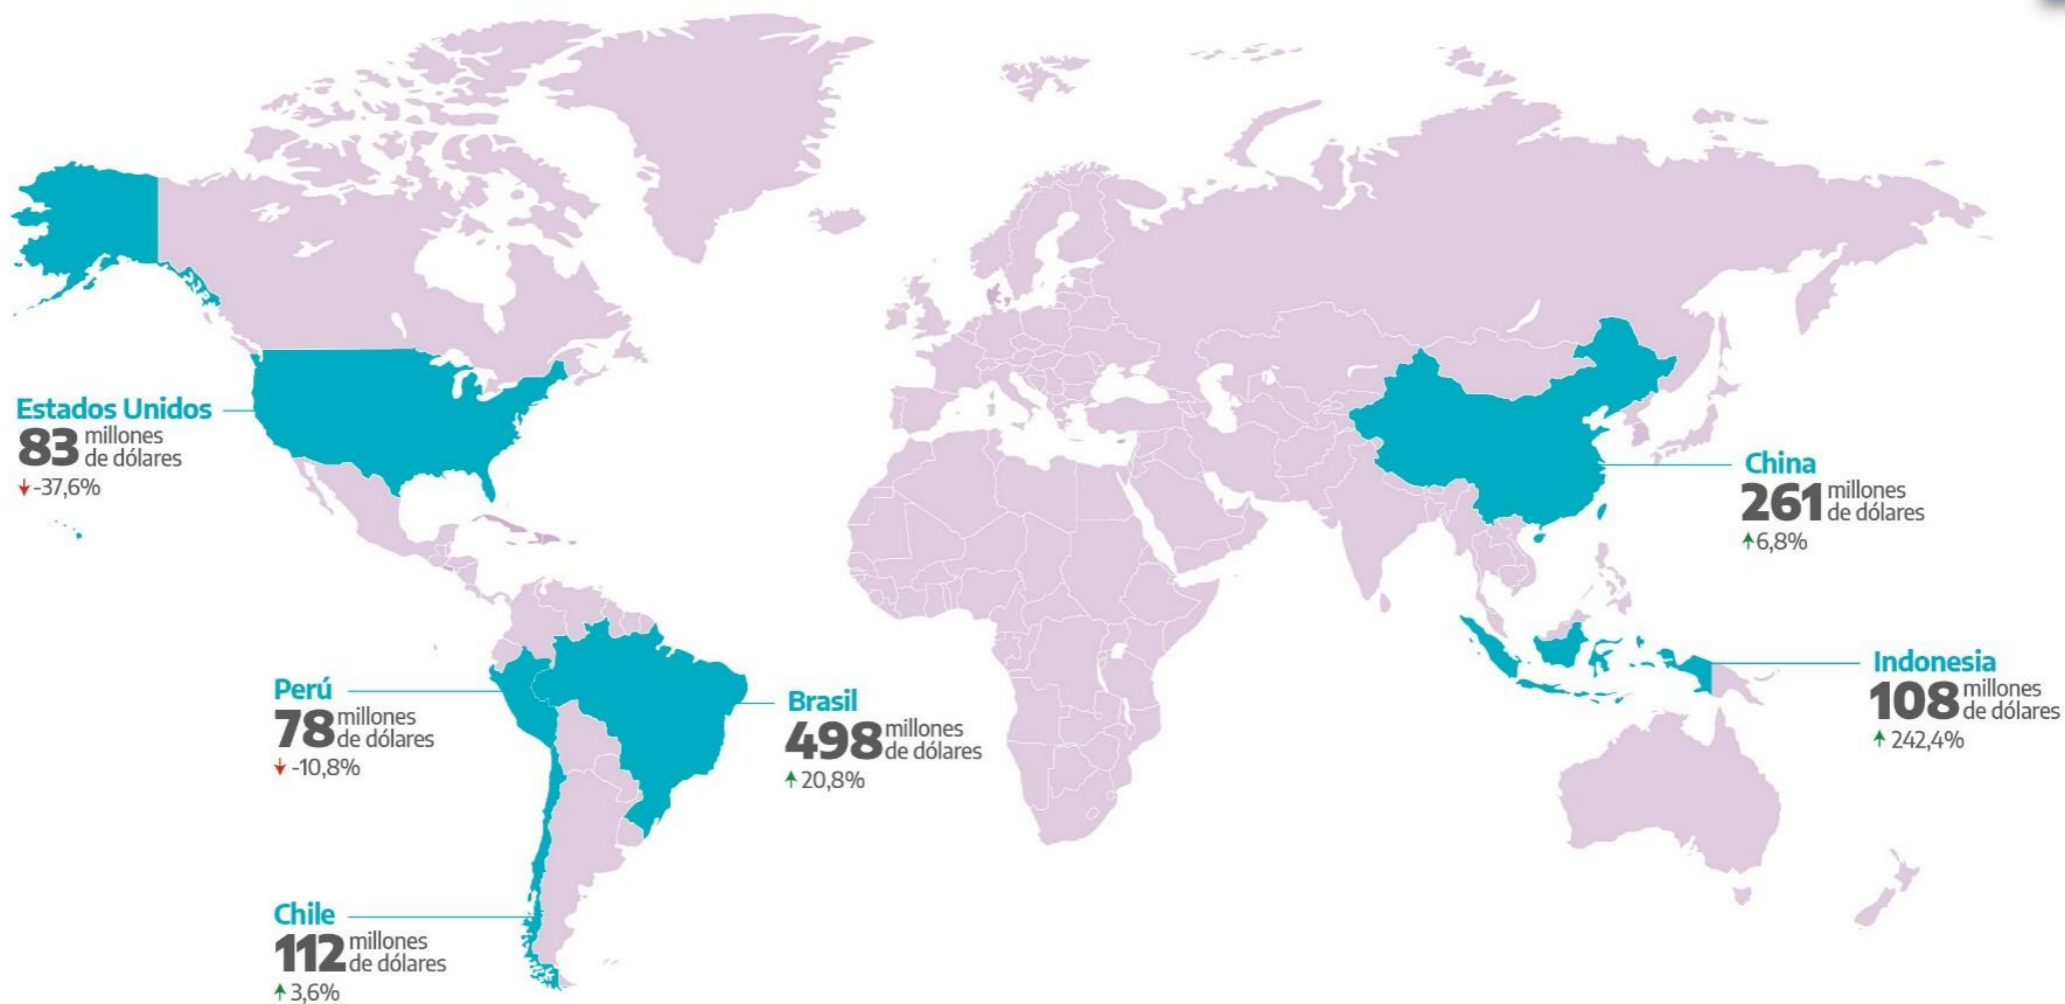 Estados Unidos
83 millones
de dólares
↓-37,6%
China
261 millones
de dólares
↑6,8%
Perú
78 millones
de dólares
↓ -10,8%
Brasil
498 millones
de dólares
↑ 20,8%
Indonesia
108 millones
de dólares
↑ 242,4%
Chile
112 millones
de dólares
↑ 3,6%